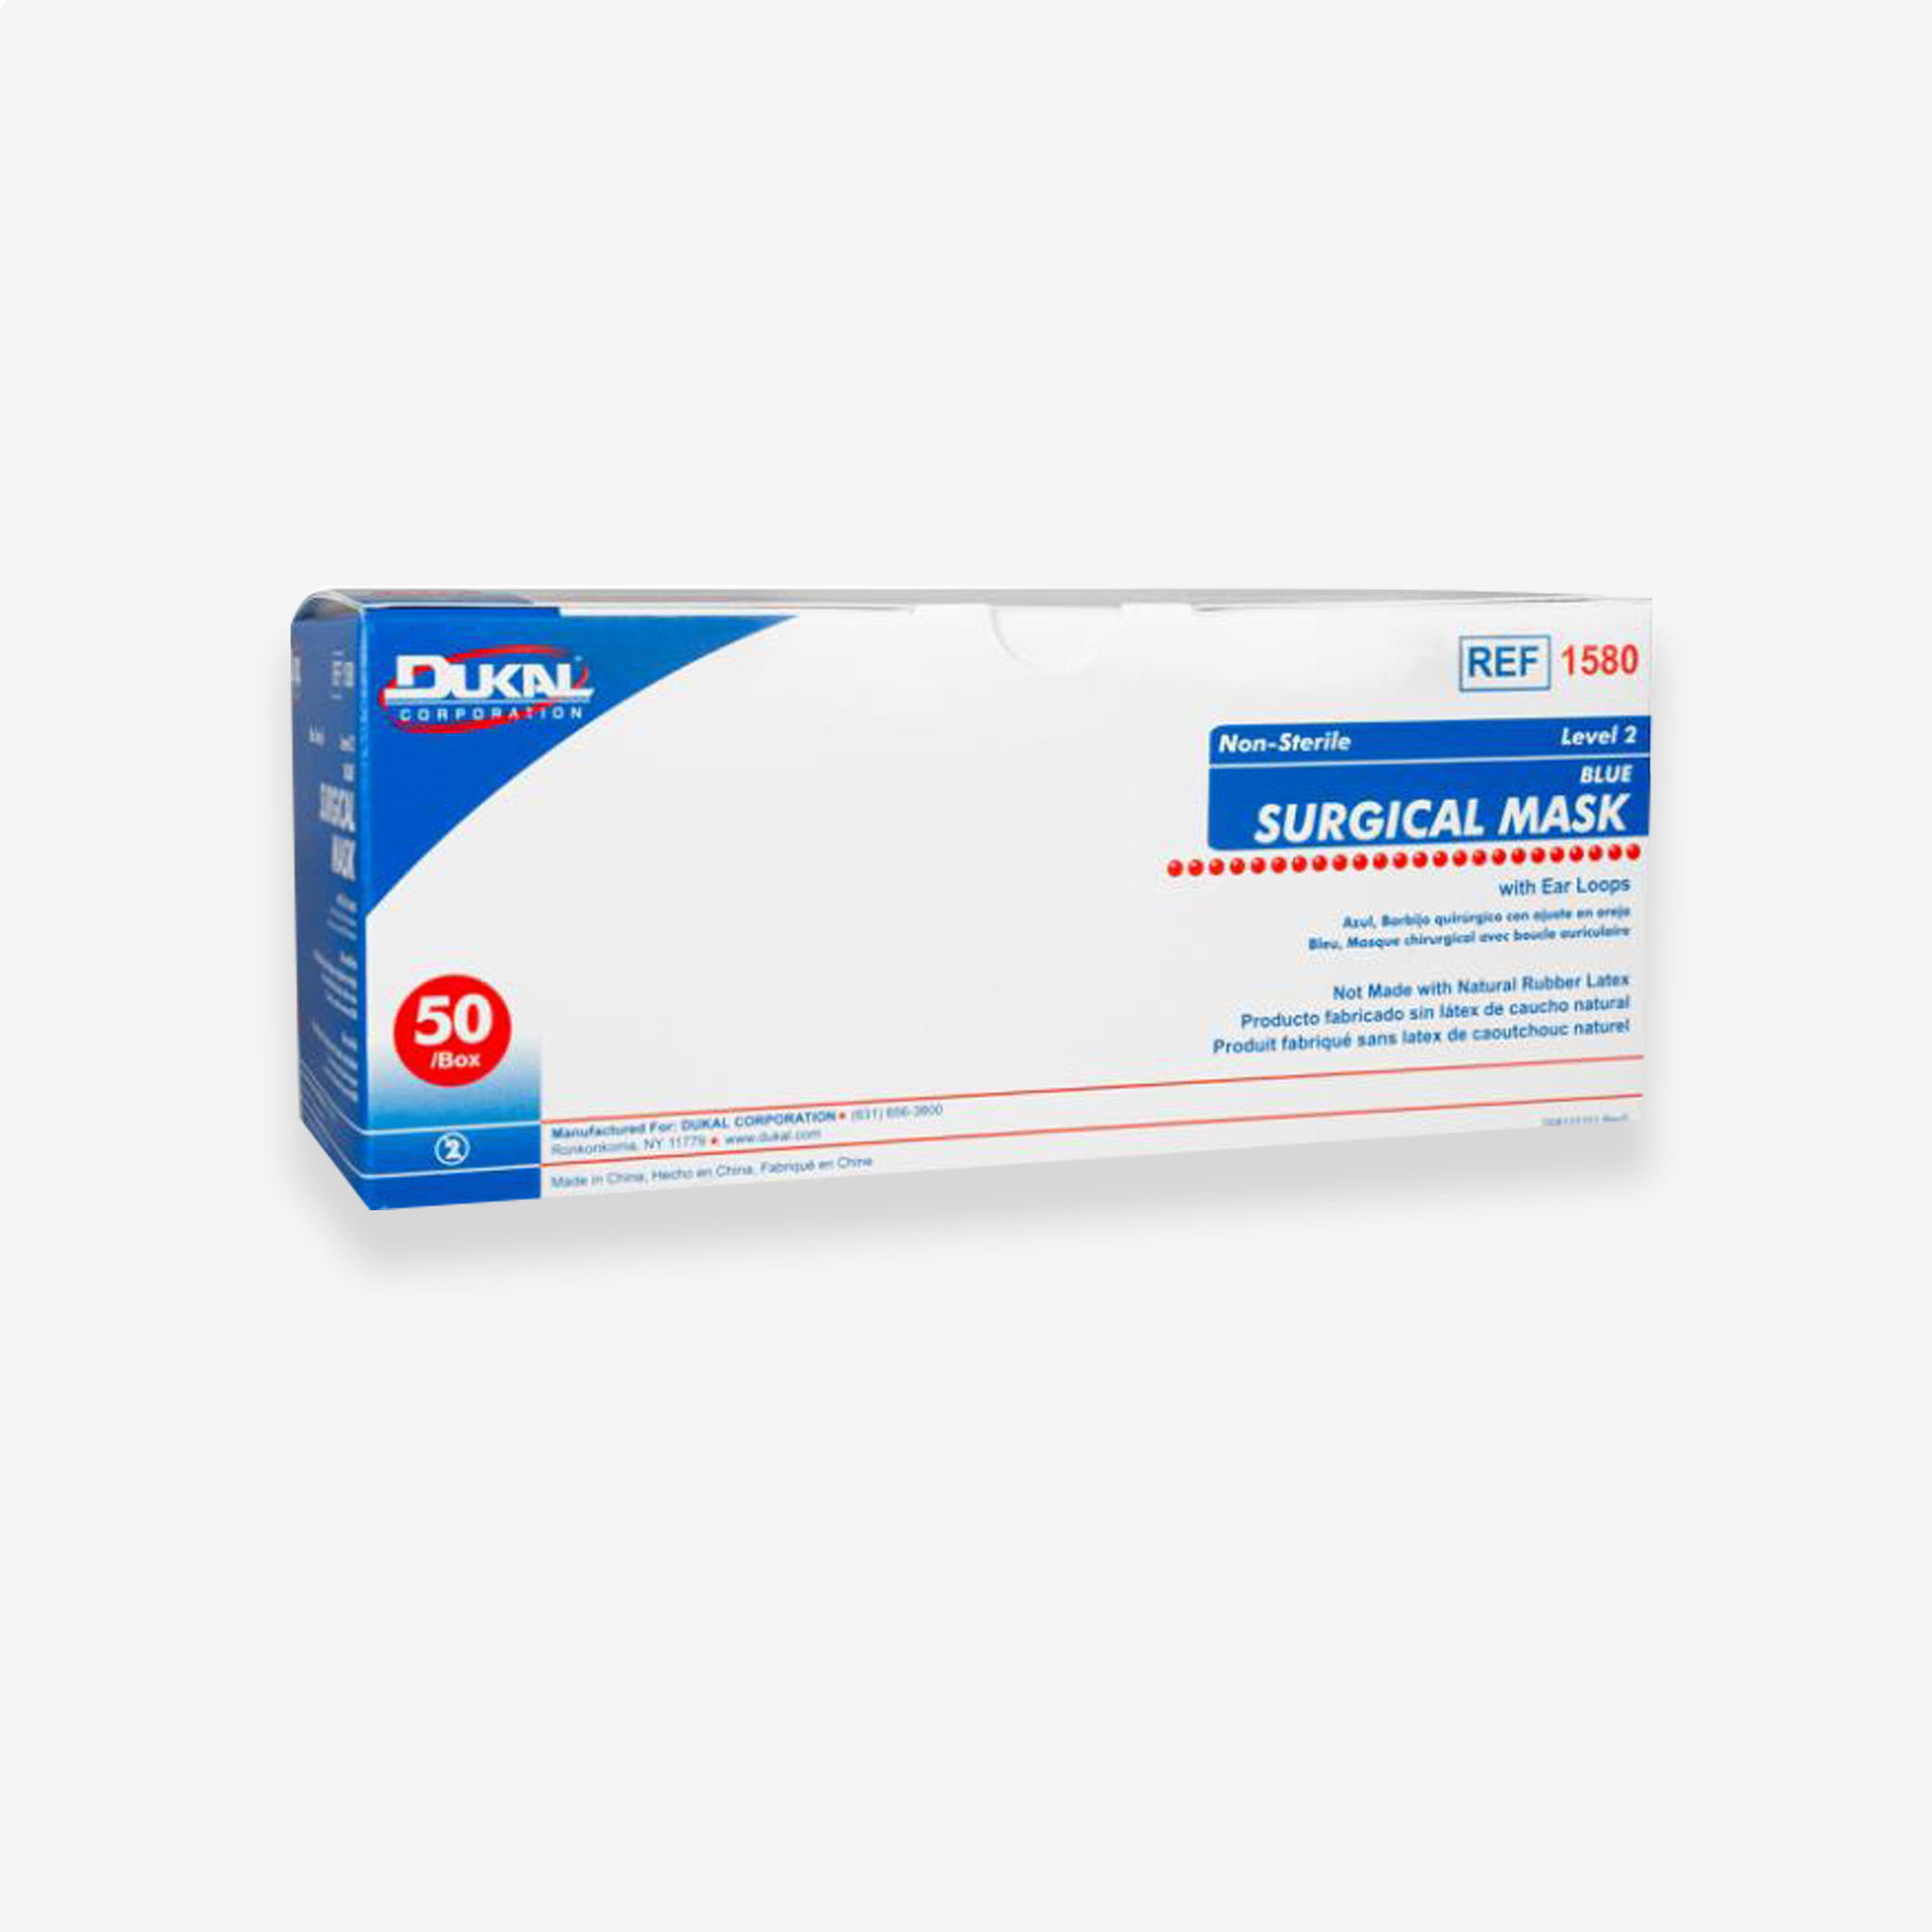 DUKAL
CORPORATION
REF 1580
Non-Sterile Level 2
BLUE
SURGICAL MASK
with Ear Loops
Azul, Barbijo quirúrgico con ajuste en oreja
Bleu, Masque chirurgical avec boucle auriculaire
Not Made with Natural Rubber Latex
Producto fabricado sin látex de caucho natural
Produit fabriqué sans latex de caoutchouc naturel
50
/Box
2
Manufactured For: DUKAL CORPORATION • (631) 656-3800
Ronkonkoma, NY 11779 • www.dukal.com
Made in China, Hecho en China, Fabriqué en Chine
SURGICAL
MASK